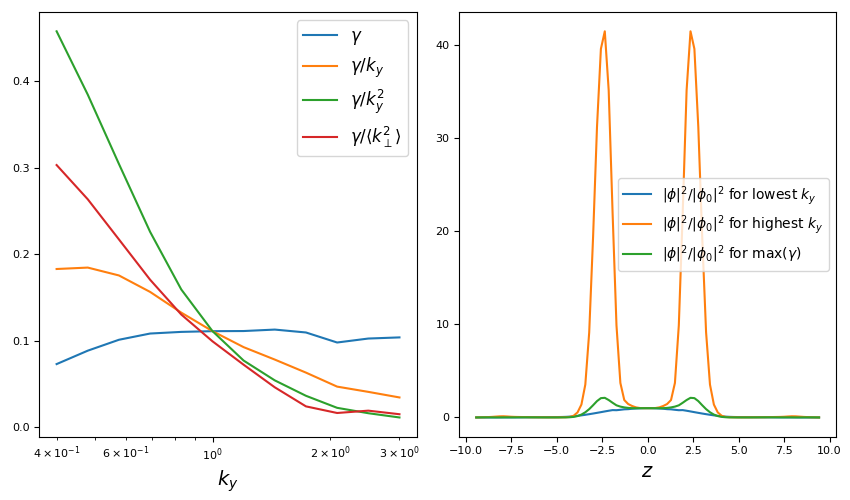 γ
γ/k_y
γ/k_y^2
γ/⟨k_⊥^2⟩
0.4
0.3
0.2
0.1
0.0
4 × 10^−1
6 × 10^−1
10^0
2 × 10^0
3 × 10^0
k_y
40
30
20
10
0
|ϕ|^2/|ϕ_0|^2 for lowest k_y
|ϕ|^2/|ϕ_0|^2 for highest k_y
|ϕ|^2/|ϕ_0|^2 for max(γ)
−10.0 −7.5 −5.0 −2.5 0.0 2.5 5.0 7.5 10.0
z